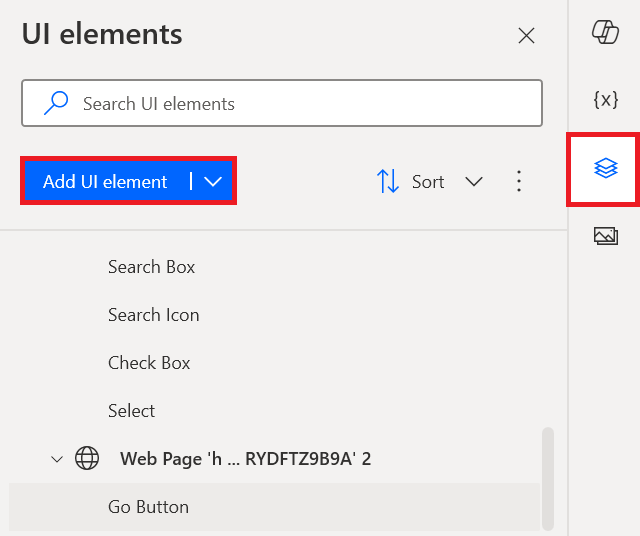 UI elements
Search UI elements
{x}
Add UI element
Sort
Search Box
Search Icon
Check Box
Select
Web Page 'h ... RYDFTZ9B9A' 2
Go Button